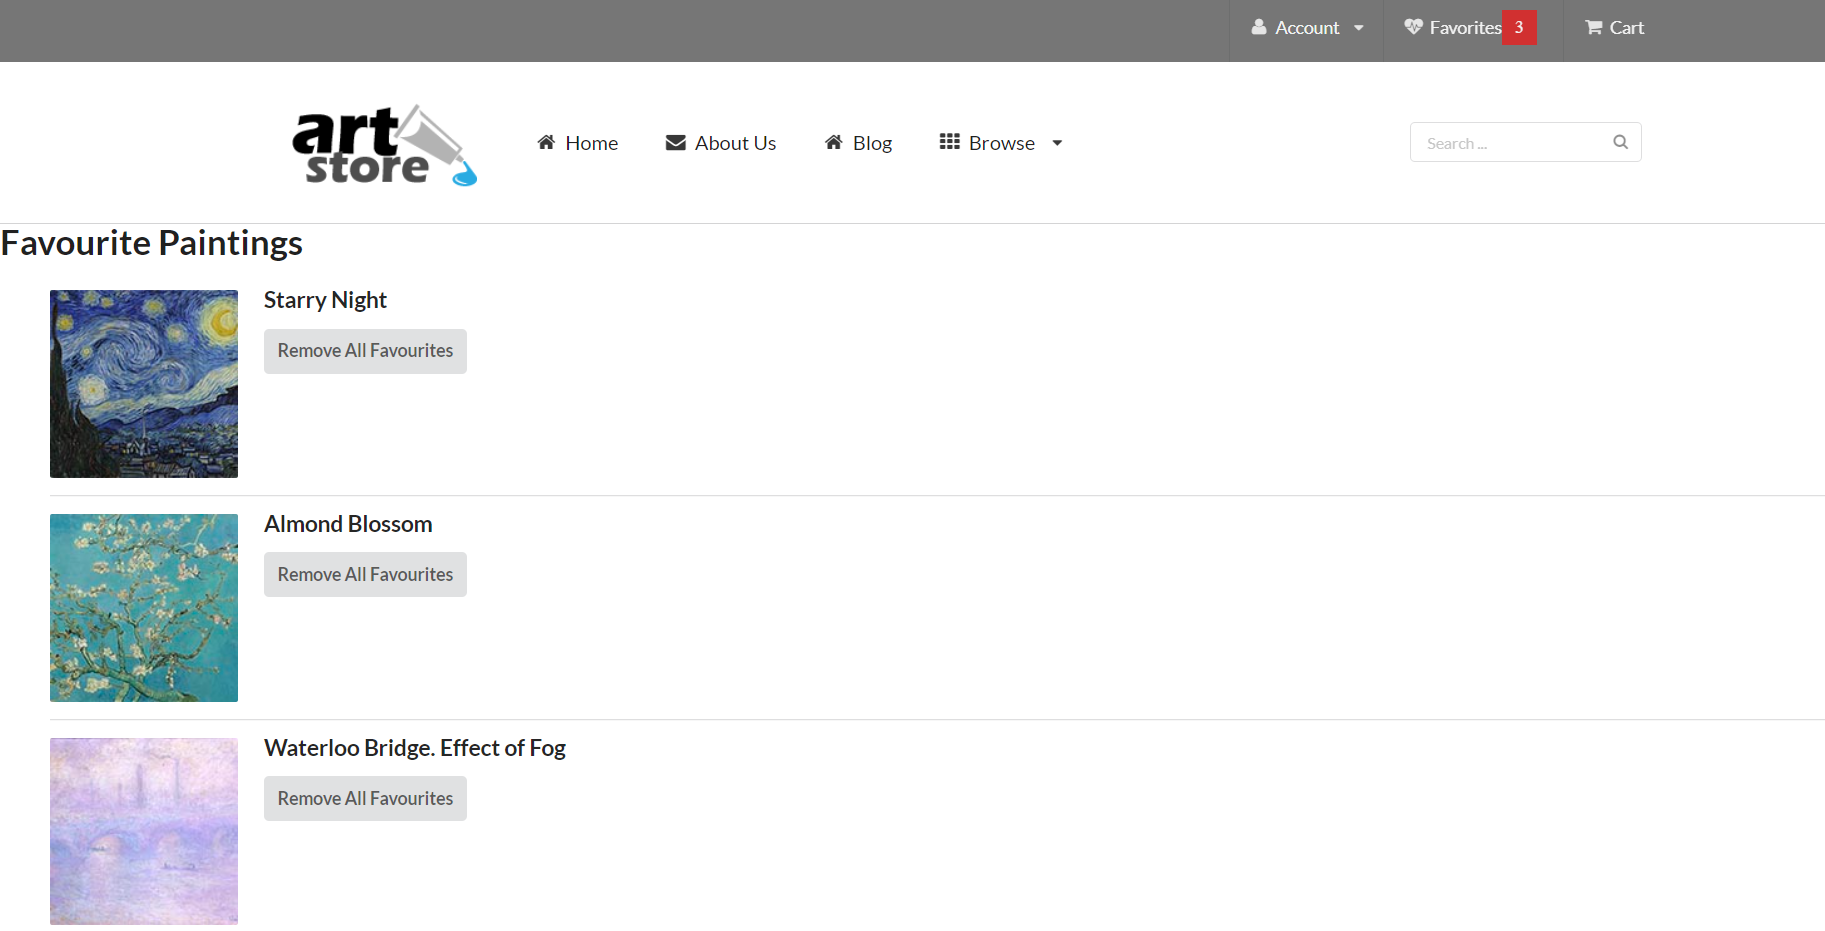 Account
Favorites 3
Cart
art
store
Home
About Us
Blog
Browse
Search ...
Favourite Paintings
Starry Night
Remove All Favourites
Almond Blossom
Remove All Favourites
Waterloo Bridge. Effect of Fog
Remove All Favourites